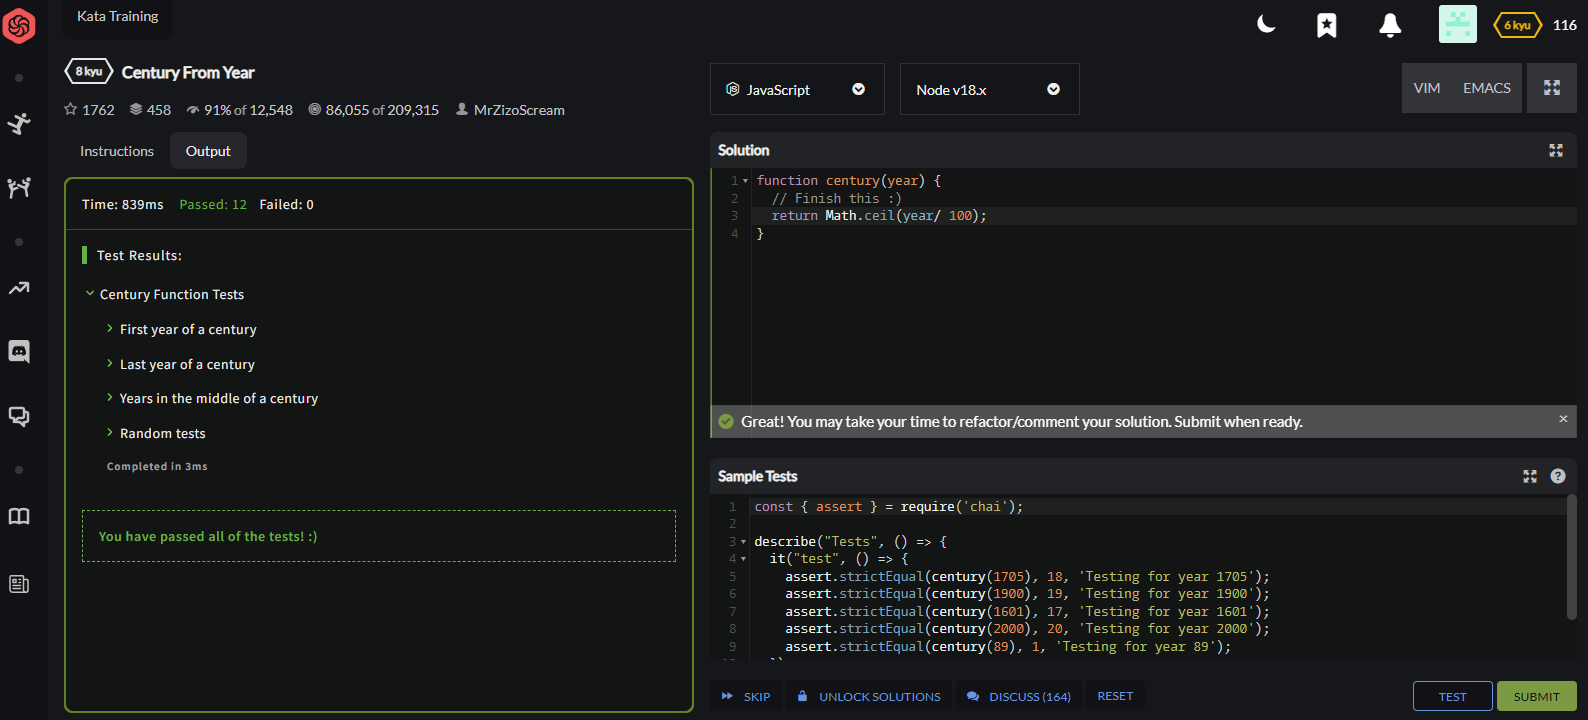 Kata Training
6 kyu 116
8 kyu Century From Year
1762 458 91% of 12,548 86,055 of 209,315 MrZizoScream
JavaScript
Node v18.x
VIM EMACS
Instructions Output
Time: 839ms Passed: 12 Failed: 0
Test Results:
Century Function Tests
First year of a century
Last year of a century
Years in the middle of a century
Random tests
Completed in 3ms
You have passed all of the tests! :)
Solution
1 function century(year) {
2 // Finish this :)
3 return Math.ceil(year/ 100);
4 }
Great! You may take your time to refactor/comment your solution. Submit when ready.
Sample Tests
1 const { assert } = require('chai');
2
3 describe("Tests", () => {
4 it("test", () => {
5 assert.strictEqual(century(1705), 18, 'Testing for year 1705');
6 assert.strictEqual(century(1900), 19, 'Testing for year 1900');
7 assert.strictEqual(century(1601), 17, 'Testing for year 1601');
8 assert.strictEqual(century(2000), 20, 'Testing for year 2000');
9 assert.strictEqual(century(89), 1, 'Testing for year 89');
SKIP UNLOCK SOLUTIONS DISCUSS (164) RESET TEST SUBMIT